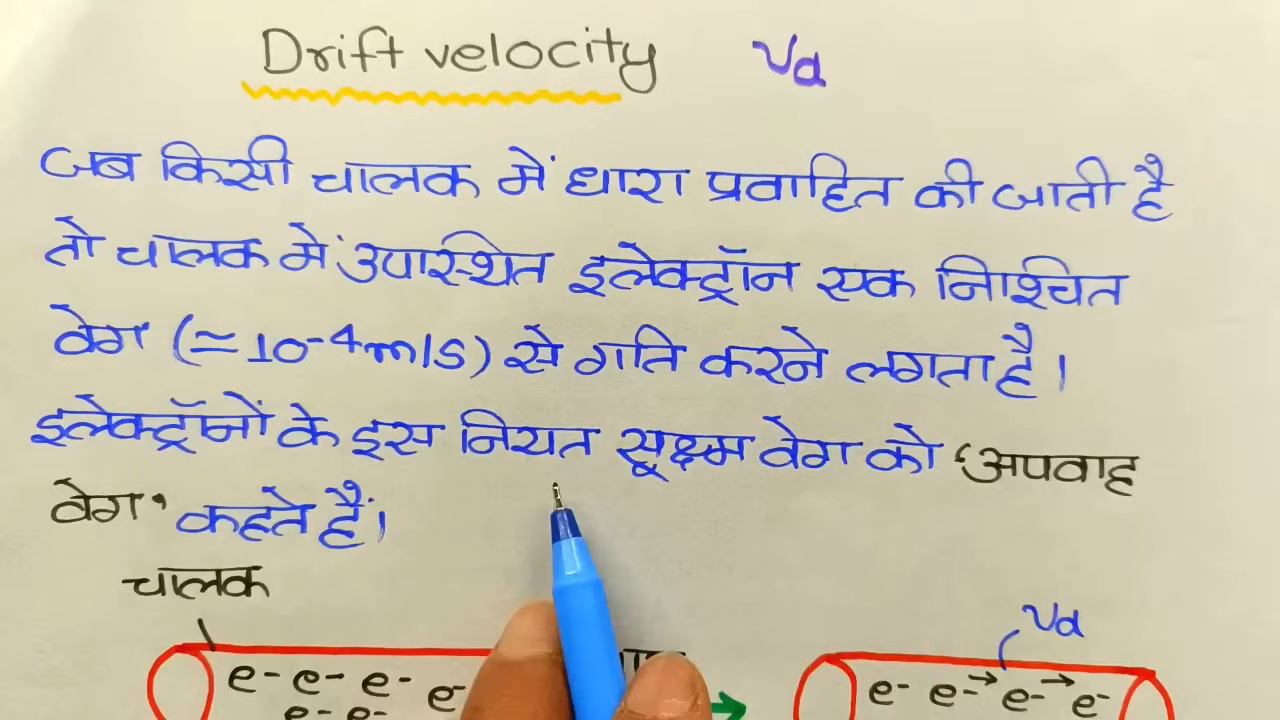 Drift velocity Vd
जब किसी चालक में धारा प्रवाहित की जाती है
तो चालक में उपास्थित इलेक्ट्रॉन एक निाश्चित
वेग (≃10⁻⁴m/s) से गति करने लगता है।
इलेक्ट्रॉनों के इस नियत सूक्ष्म वेग को ‘अपवाह
वेग’ कहते हैं।
चालक
Vd
e⁻ e⁻ e⁻ e⁻
e⁻ e⁻
e⁻ e⁻ → e⁻ → e⁻